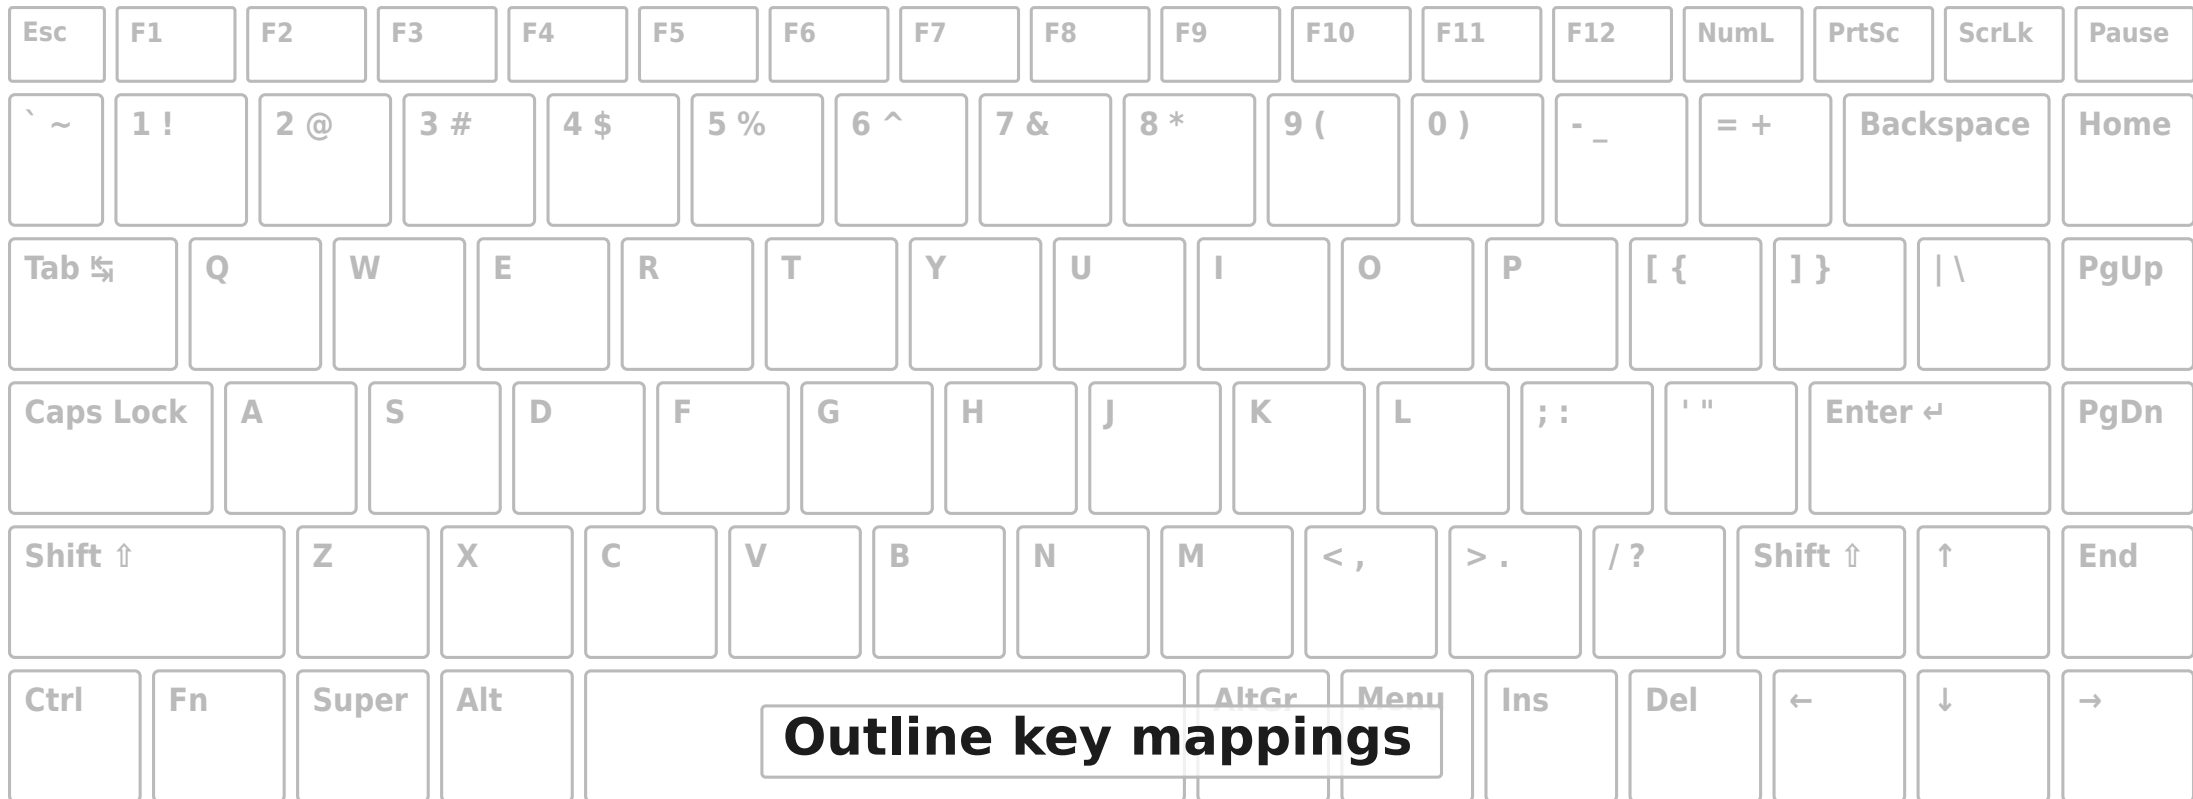 Esc F1 F2 F3 F4 F5 F6 F7 F8 F9 F10 F11 F12 NumL PrtSc ScrLk Pause
` ~ 1 ! 2 @ 3 # 4 $ 5 % 6 ^ 7 & 8 * 9 ( 0 ) - _ = + Backspace Home
Tab ↹ Q W E R T Y U I O P [ { ] } | \ PgUp
Caps Lock A S D F G H J K L ; : ' " Enter ↵ PgDn
Shift ⇧ Z X C V B N M < , > . / ? Shift ⇧ ↑ End
Ctrl Fn Super Alt AltGr Menu Ins Del ← ↓ →
Outline key mappings